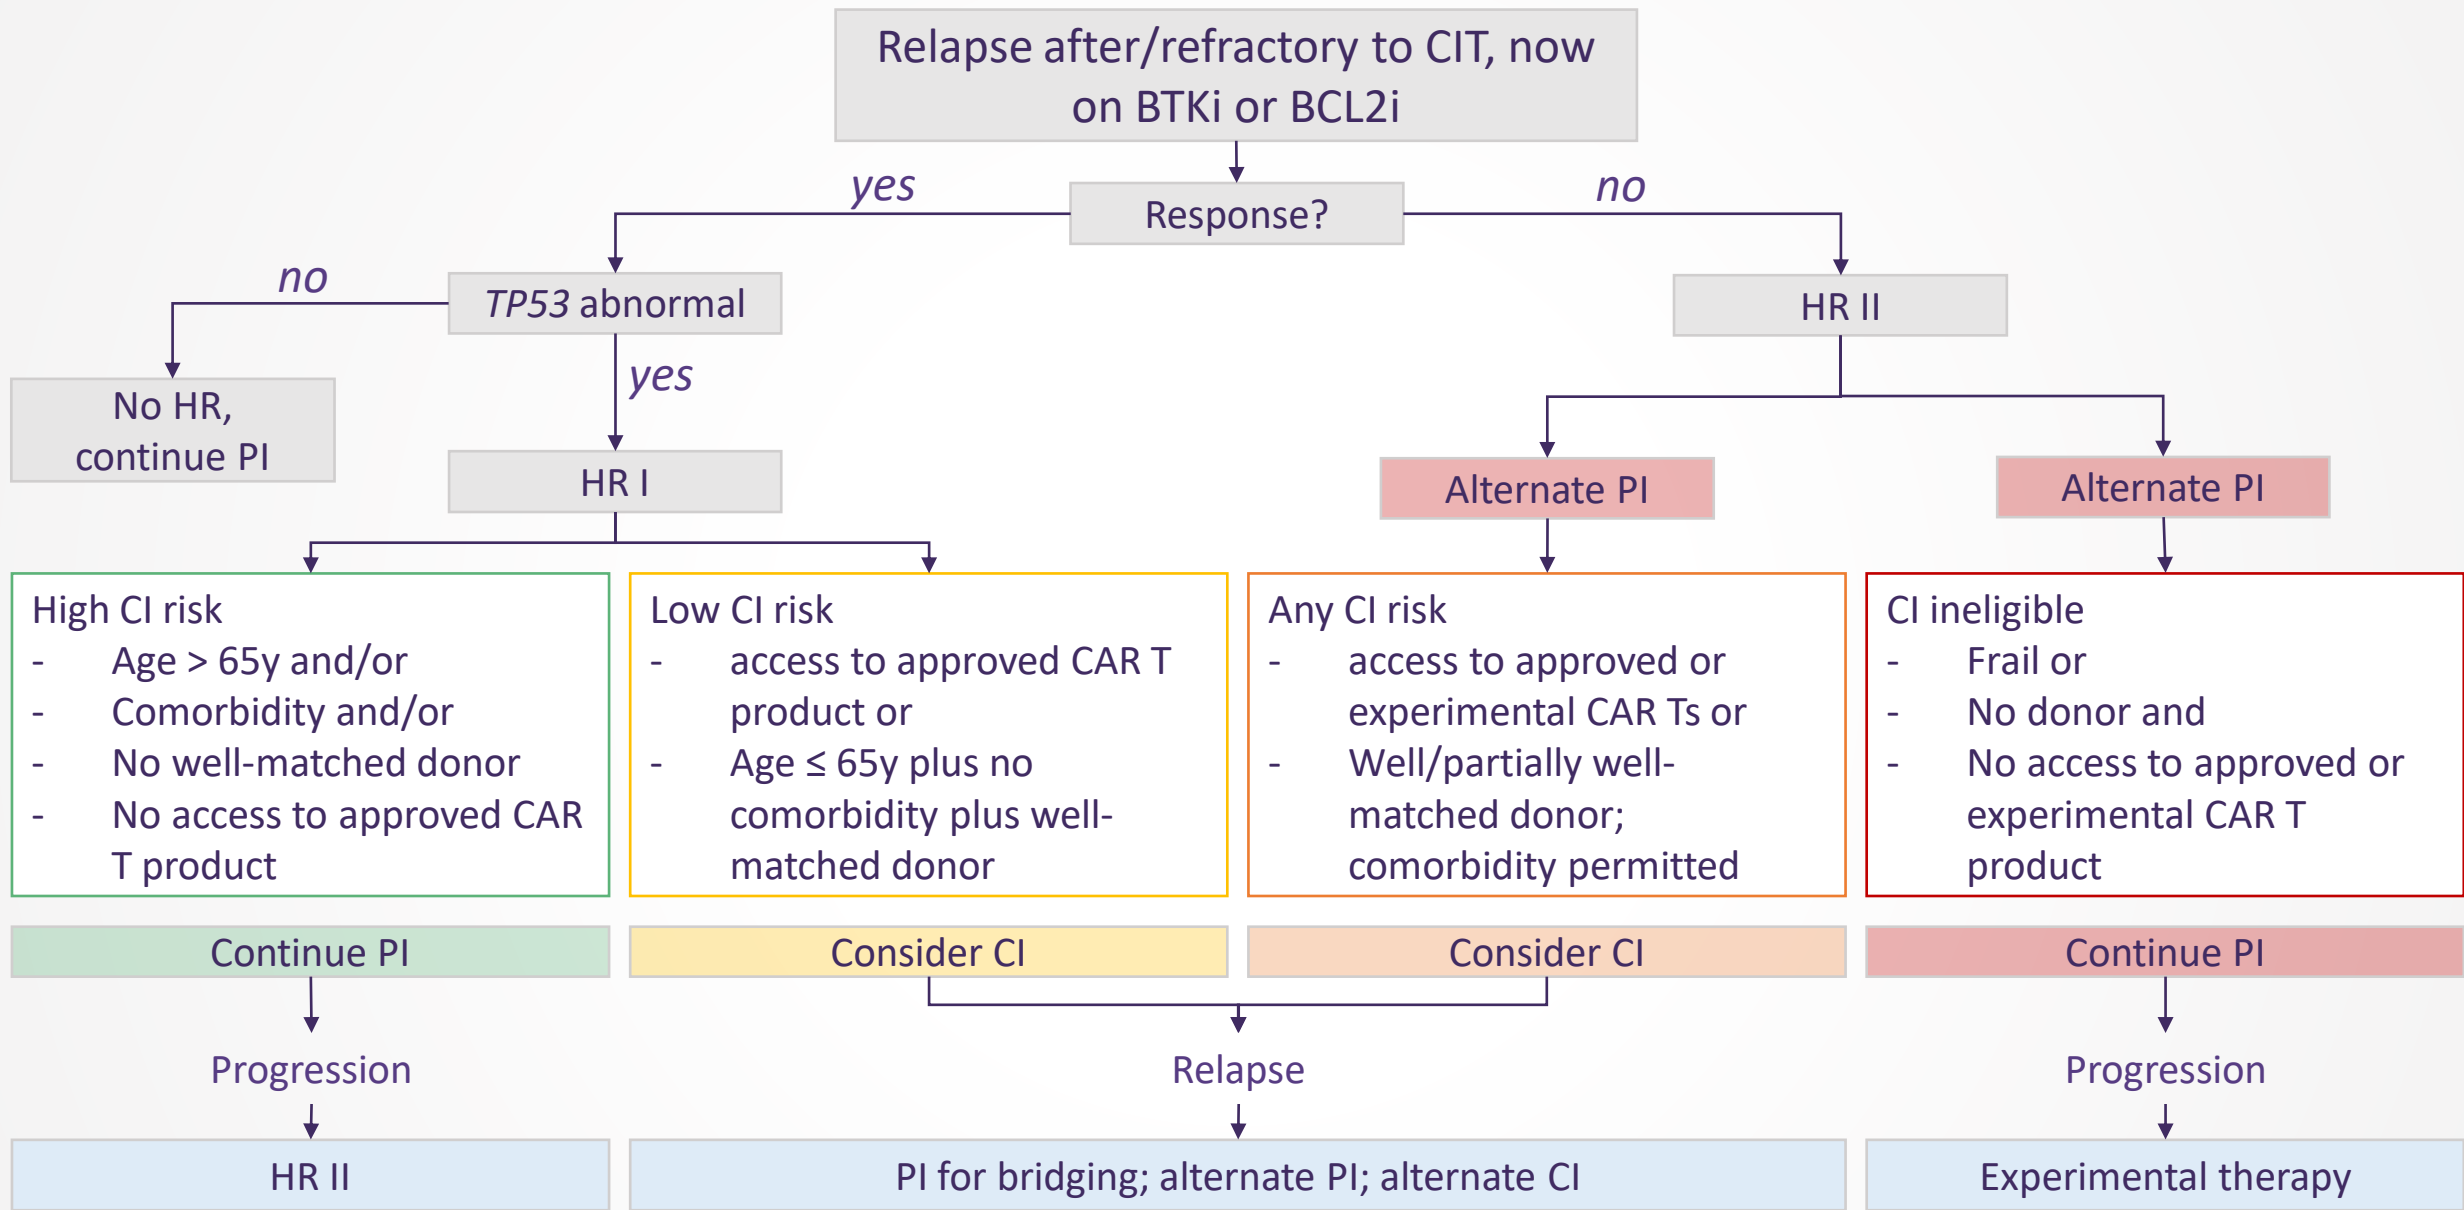 Relapse after/refractory to CIT, now
on BTKi or BCL2i
yes
no
Response?
no
TP53 abnormal
HR II
yes
No HR,
continue PI
HR I
Alternate PI
Alternate PI
High CI risk
- Age > 65y and/or
- Comorbidity and/or
- No well-matched donor
- No access to approved CAR
T product
Low CI risk
- access to approved CAR T
product or
- Age ≤ 65y plus no
comorbidity plus well-
matched donor
Any CI risk
- access to approved or
experimental CAR Ts or
- Well/partially well-
matched donor;
comorbidity permitted
CI ineligible
- Frail or
- No donor and
- No access to approved or
experimental CAR T
product
Continue PI
Consider CI
Consider CI
Continue PI
Progression
Relapse
Progression
HR II
PI for bridging; alternate PI; alternate CI
Experimental therapy